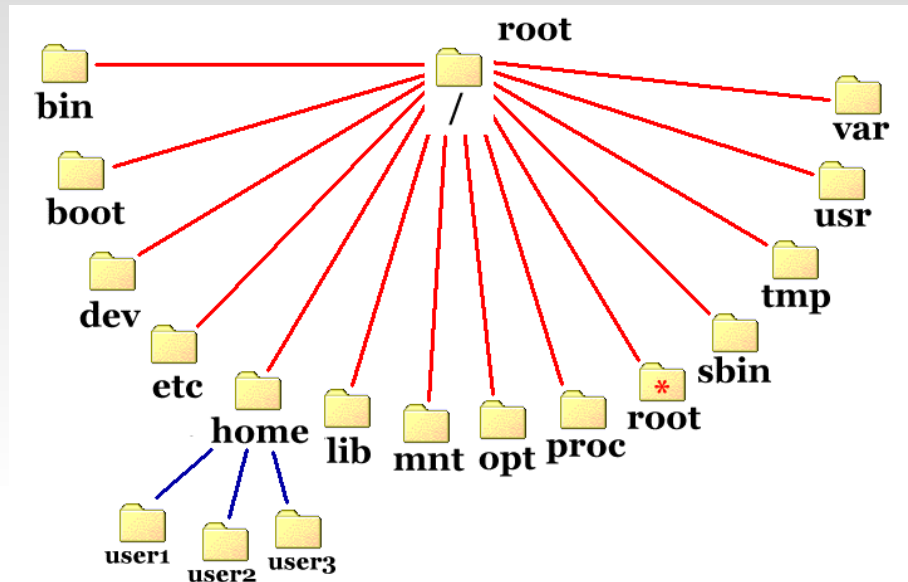 root
/
bin
var
boot
usr
dev
tmp
etc
sbin
home
lib
mnt
opt
proc
*
root
user1
user2
user3